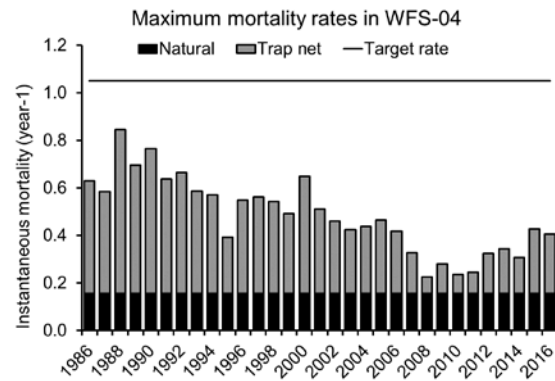 Maximum mortality rates in WFS-04
Natural Trap net Target rate
Instantaneous mortality (year-1)
1.2
1.0
0.8
0.6
0.4
0.2
0.0
1986 1988 1990 1992 1994 1996 1998 2000 2002 2004 2006 2008 2010 2012 2014 2016